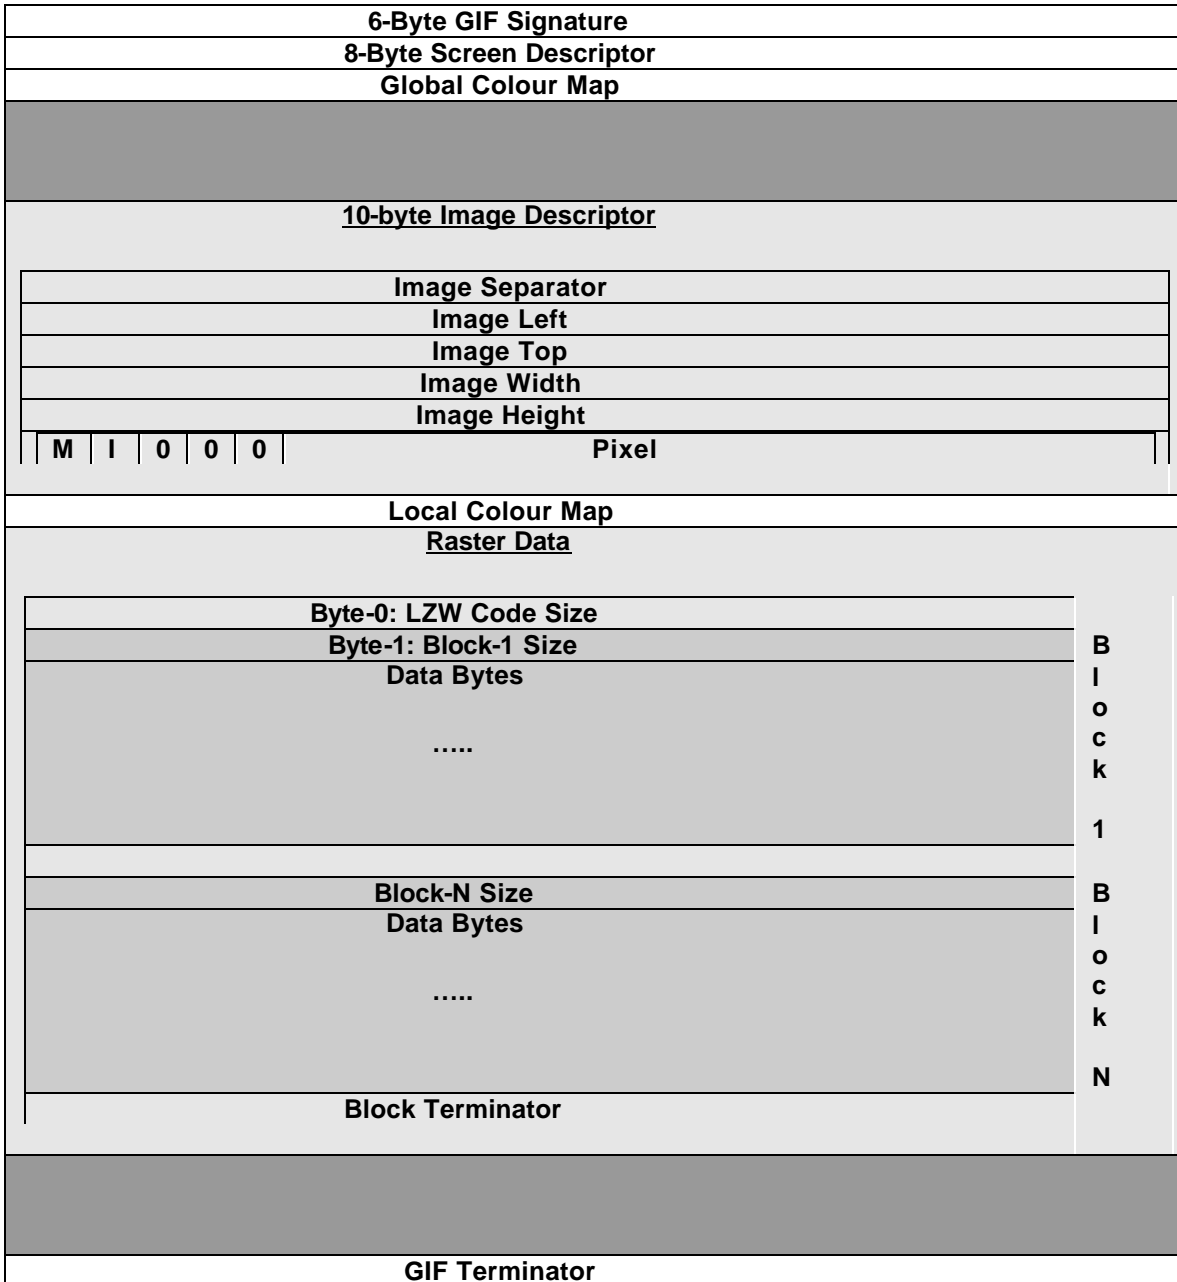 6-Byte GIF Signature
8-Byte Screen Descriptor
Global Colour Map
10-byte Image Descriptor
Image Separator
Image Left
Image Top
Image Width
Image Height
M I 0 0 0 Pixel
Local Colour Map
Raster Data
Byte-0: LZW Code Size
Byte-1: Block-1 Size
Data Bytes
…..
Block 1
Block-N Size
Data Bytes
…..
Block N
Block Terminator
GIF Terminator